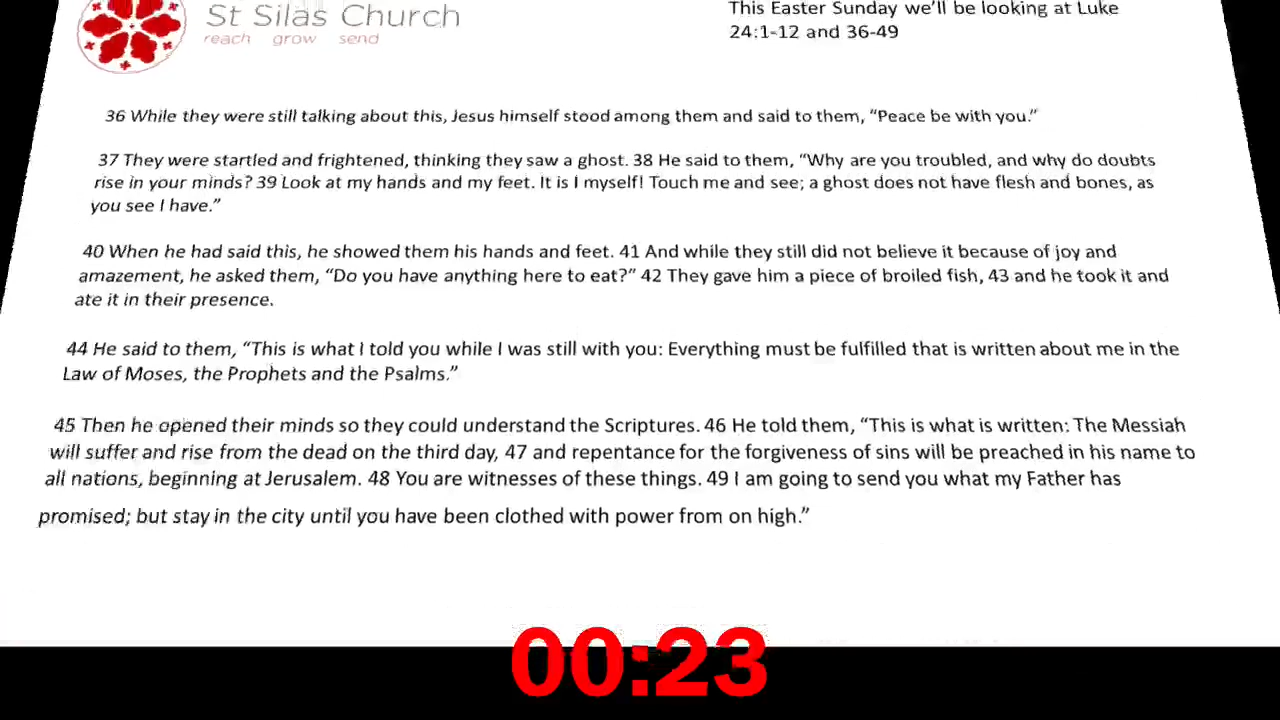 St Silas Church
reach grow send
This Easter Sunday we'll be looking at Luke
24:1-12 and 36-49
36 While they were still talking about this, Jesus himself stood among them and said to them, “Peace be with you.”
37 They were startled and frightened, thinking they saw a ghost. 38 He said to them, “Why are you troubled, and why do doubts
rise in your minds? 39 Look at my hands and my feet. It is I myself! Touch me and see; a ghost does not have flesh and bones, as
you see I have.”
40 When he had said this, he showed them his hands and feet. 41 And while they still did not believe it because of joy and
amazement, he asked them, “Do you have anything here to eat?” 42 They gave him a piece of broiled fish, 43 and he took it and
ate it in their presence.
44 He said to them, “This is what I told you while I was still with you: Everything must be fulfilled that is written about me in the
Law of Moses, the Prophets and the Psalms.”
45 Then he opened their minds so they could understand the Scriptures. 46 He told them, “This is what is written: The Messiah
will suffer and rise from the dead on the third day, 47 and repentance for the forgiveness of sins will be preached in his name to
all nations, beginning at Jerusalem. 48 You are witnesses of these things. 49 I am going to send you what my Father has
promised; but stay in the city until you have been clothed with power from on high.”
00:23